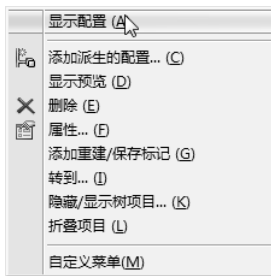 显示配置 (A)
添加派生的配置... (C)
显示预览 (D)
删除 (E)
属性... (F)
添加重建/保存标记 (G)
转到... (I)
隐藏/显示树项目... (K)
折叠项目 (L)
自定义菜单(M)